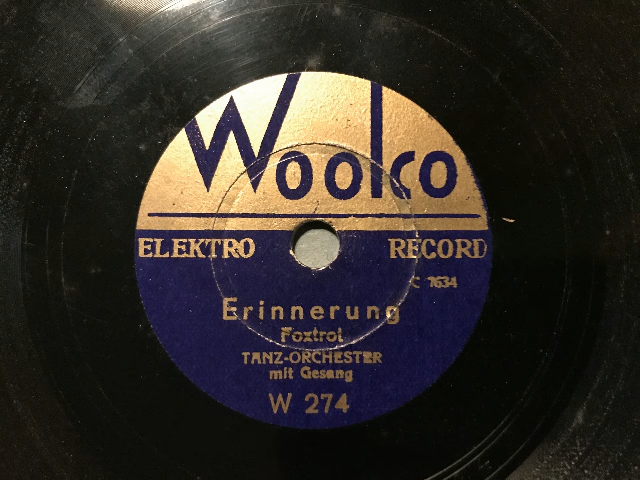 Woolco
ELEKTRO RECORD
C 7634
Erinnerung
Foxtrot
TANZ-ORCHESTER
mit Gesang
W 274